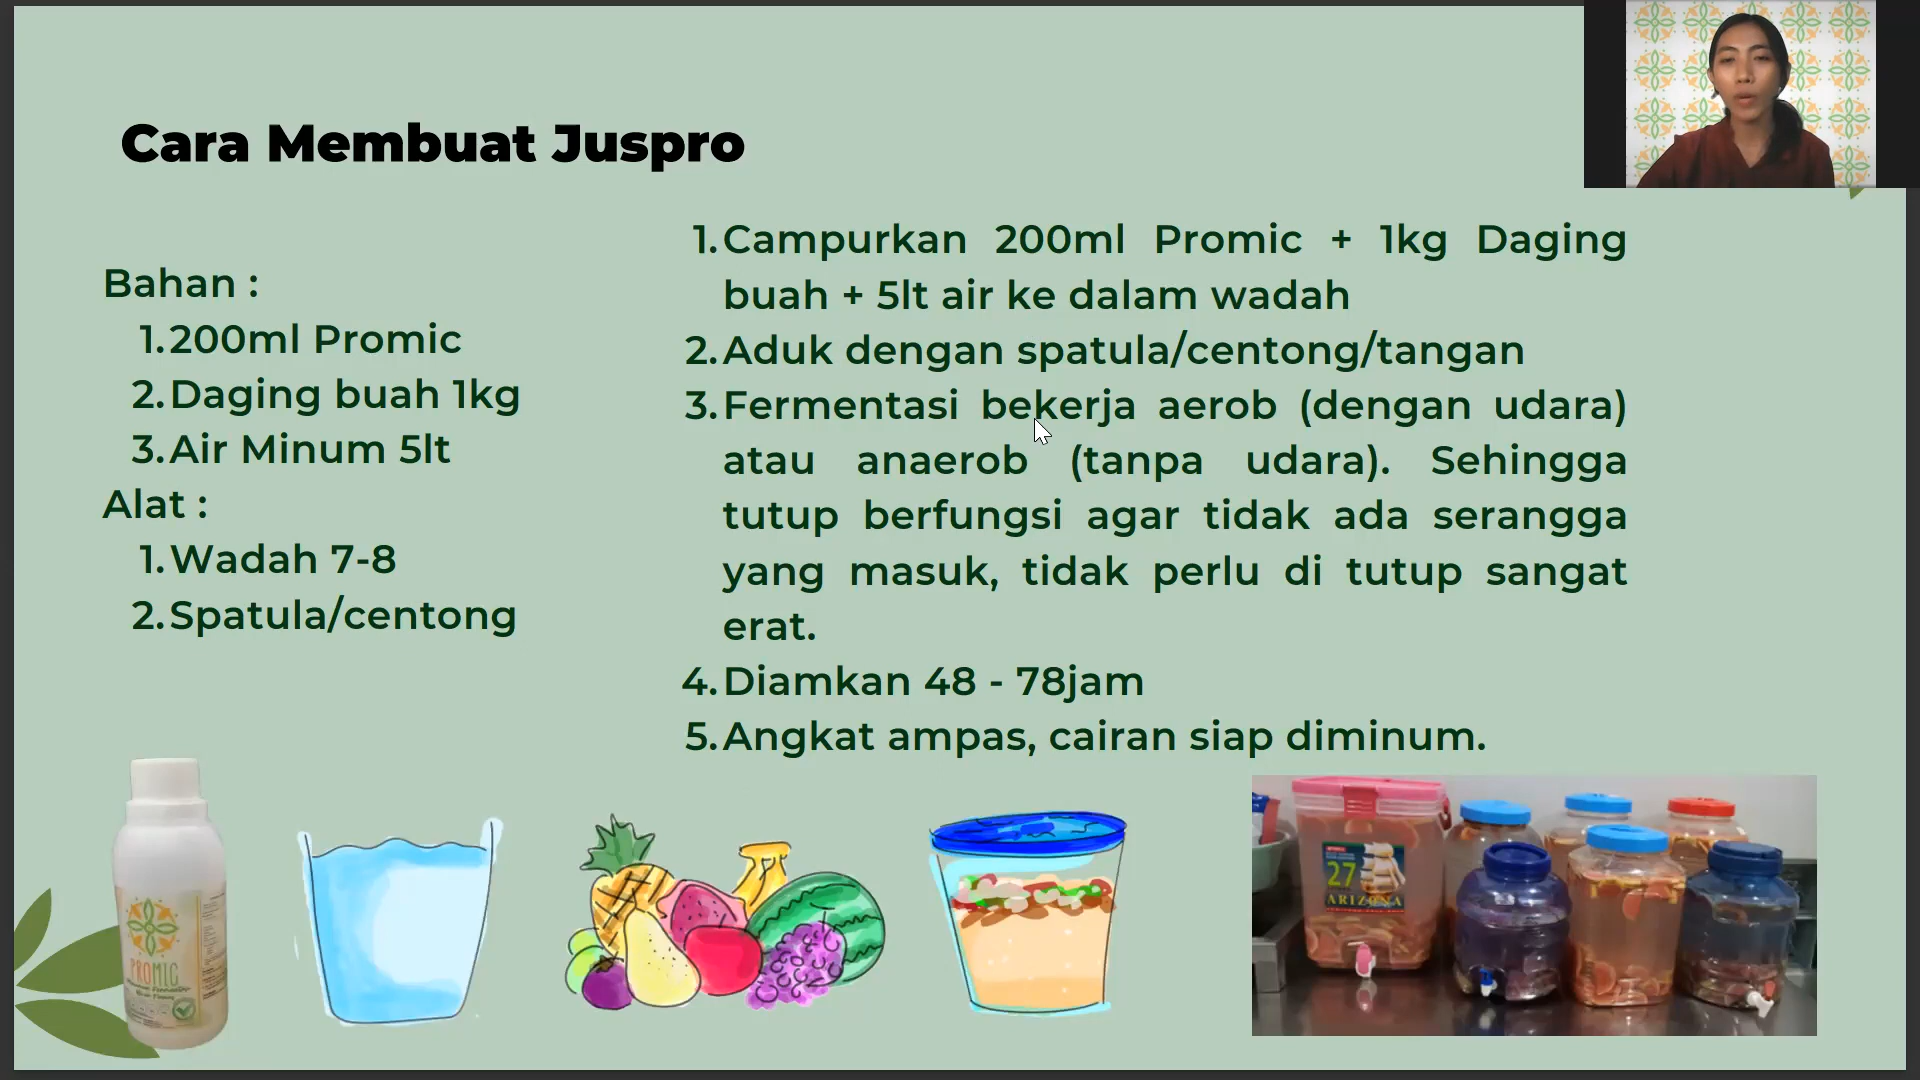 Cara Membuat Juspro
Bahan :
1. 200ml Promic
2. Daging buah 1kg
3. Air Minum 5lt
Alat :
1. Wadah 7-8
2. Spatula/centong
1. Campurkan 200ml Promic + 1kg Daging
buah + 5lt air ke dalam wadah
2. Aduk dengan spatula/centong/tangan
3. Fermentasi bekerja aerob (dengan udara)
atau anaerob (tanpa udara). Sehingga
tutup berfungsi agar tidak ada serangga
yang masuk, tidak perlu di tutup sangat
erat.
4. Diamkan 48 - 78jam
5. Angkat ampas, cairan siap diminum.
PROMIC
27
ARIZONA